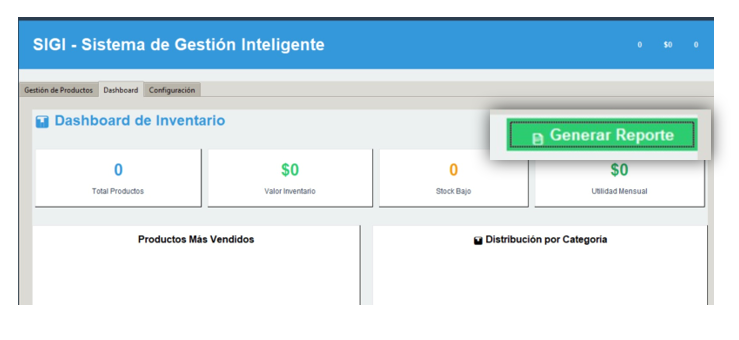 SIGI - Sistema de Gestión Inteligente
0 $0 0
Gestión de Productos Dashboard Configuración
Dashboard de Inventario
Generar Reporte
0 $0 0 $0
Total Productos Valor Inventario Stock Bajo Utilidad Mensual
Productos Más Vendidos Distribución por Categoría